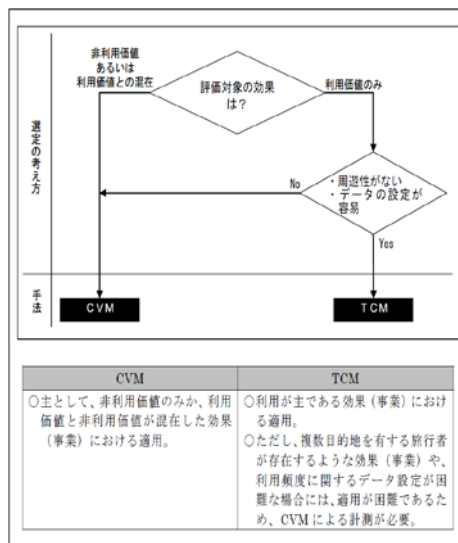 非利用価値
あるいは
利用価値との混在
評価対象の効果
は？
利用価値のみ
選定の考え方
No
・周遊性がない
・データの設定が
容易
Yes
手法
CVM
TCM
CVM
TCM
○主として、非利用価値のみか、利用
価値と非利用価値が混在した効果
（事業）における適用。
○利用が主である効果（事業）におけ
る適用。
○ただし、複数目的地を有する旅行者
が存在するような効果（事業）や、
利用頻度に関するデータ設定が困
難な場合には、適用が困難であるた
め、CVMによる計測が必要。